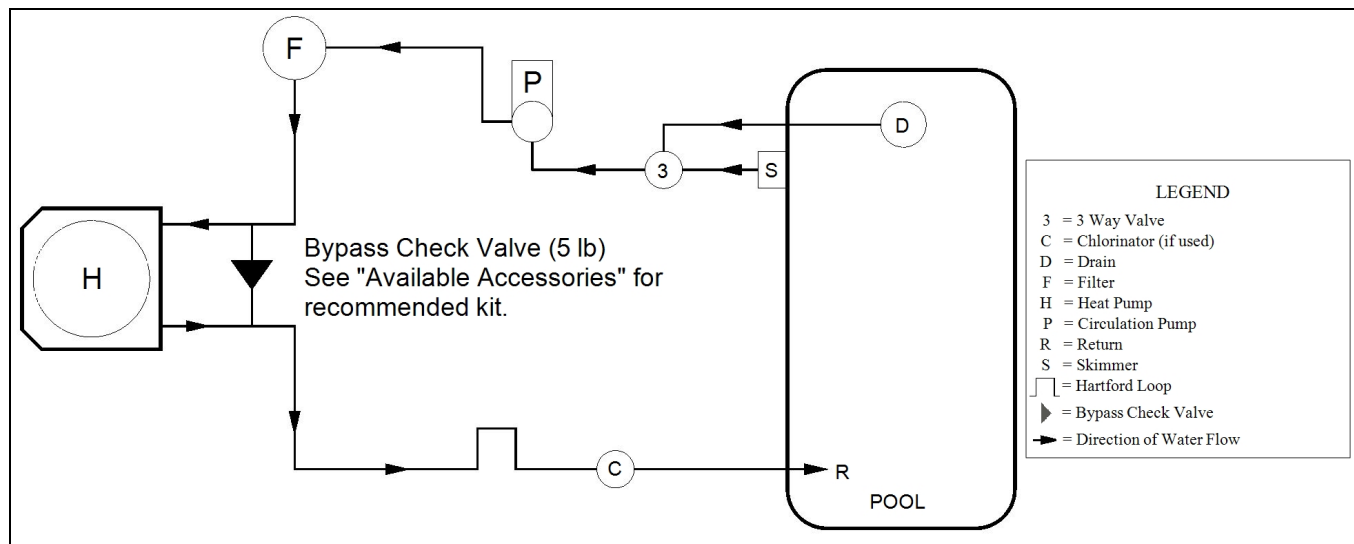 F
P
D
3
S
H
Bypass Check Valve (5 lb)
See "Available Accessories" for
recommended kit.
C
R
POOL
LEGEND
3 = 3 Way Valve
C = Chlorinator (if used)
D = Drain
F = Filter
H = Heat Pump
P = Circulation Pump
R = Return
S = Skimmer
= Hartford Loop
= Bypass Check Valve
= Direction of Water Flow